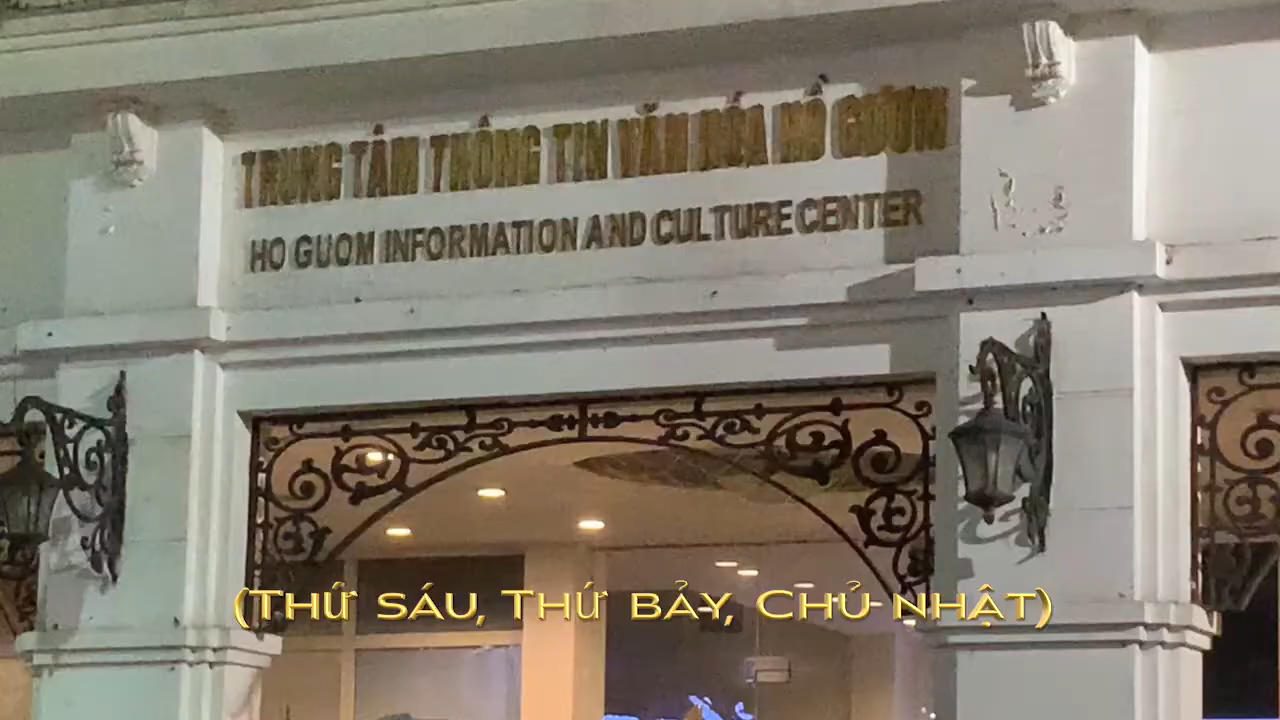 TRUNG TÂM THÔNG TIN VĂN HÓA HỒ GƯƠM
HO GUOM INFORMATION AND CULTURE CENTER
(Thứ sáu, Thứ bảy, Chủ nhật)